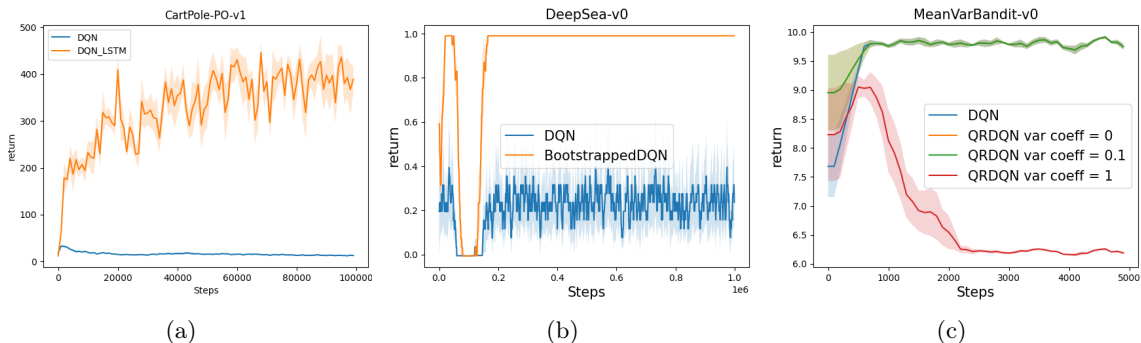 CartPole-PO-v1
500
400
300
200
100
0
return
DQN
DQN_LSTM
0
20000
40000
60000
80000
100000
Steps
(a)
DeepSea-v0
1.0
0.8
0.6
0.4
0.2
0.0
return
DQN
BootstrappedDQN
0.0
0.2
0.4
0.6
0.8
1.0
1e6
Steps
(b)
MeanVarBandit-v0
10.0
9.5
9.0
8.5
8.0
7.5
7.0
6.5
6.0
return
DQN
QRDQN var coeff = 0
QRDQN var coeff = 0.1
QRDQN var coeff = 1
0
1000
2000
3000
4000
5000
Steps
(c)